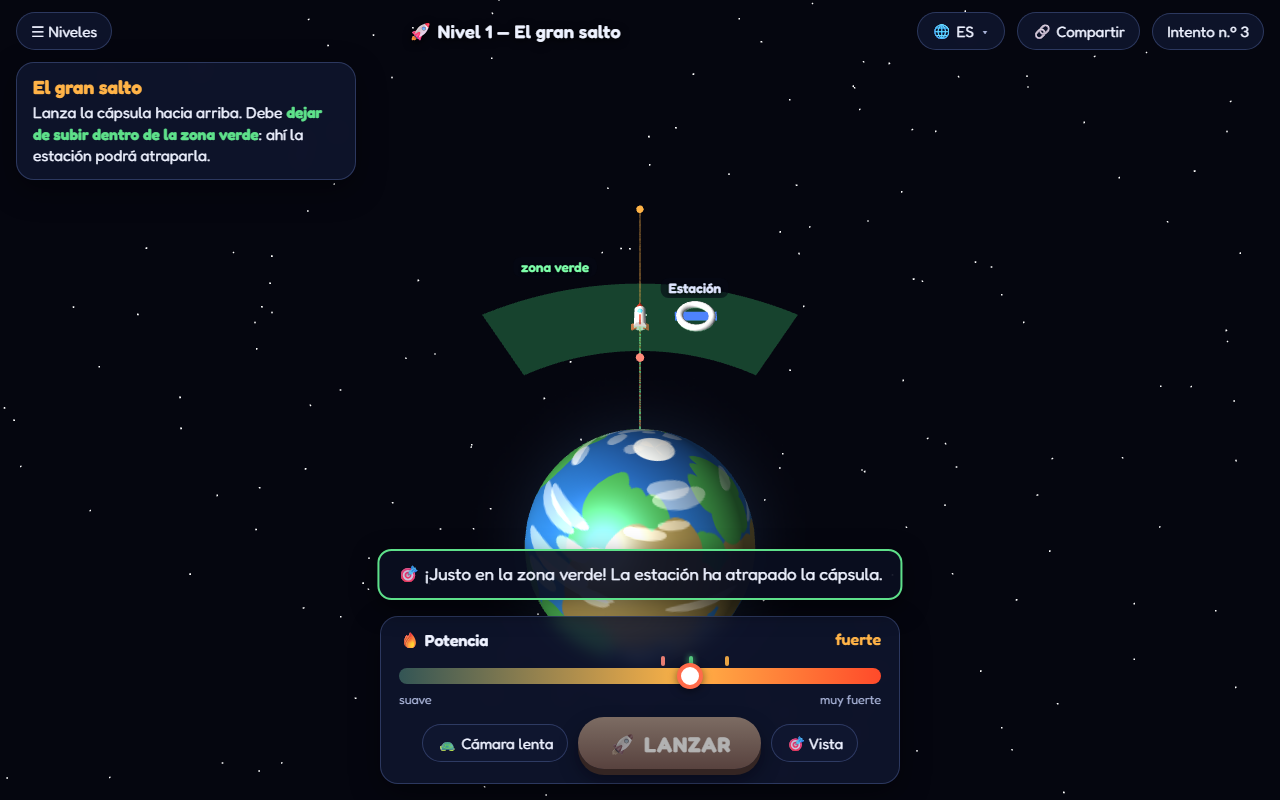 ☰ Niveles
🚀 Nivel 1 — El gran salto
🌐 ES
🔗 Compartir
Intento n.º 3
El gran salto
Lanza la cápsula hacia arriba. Debe dejar
de subir dentro de la zona verde: ahí la
estación podrá atraparla.
zona verde
Estación
🎯 ¡Justo en la zona verde! La estación ha atrapado la cápsula.
🔥 Potencia
fuerte
suave
muy fuerte
🐢 Cámara lenta
🚀 LANZAR
🎯 Vista